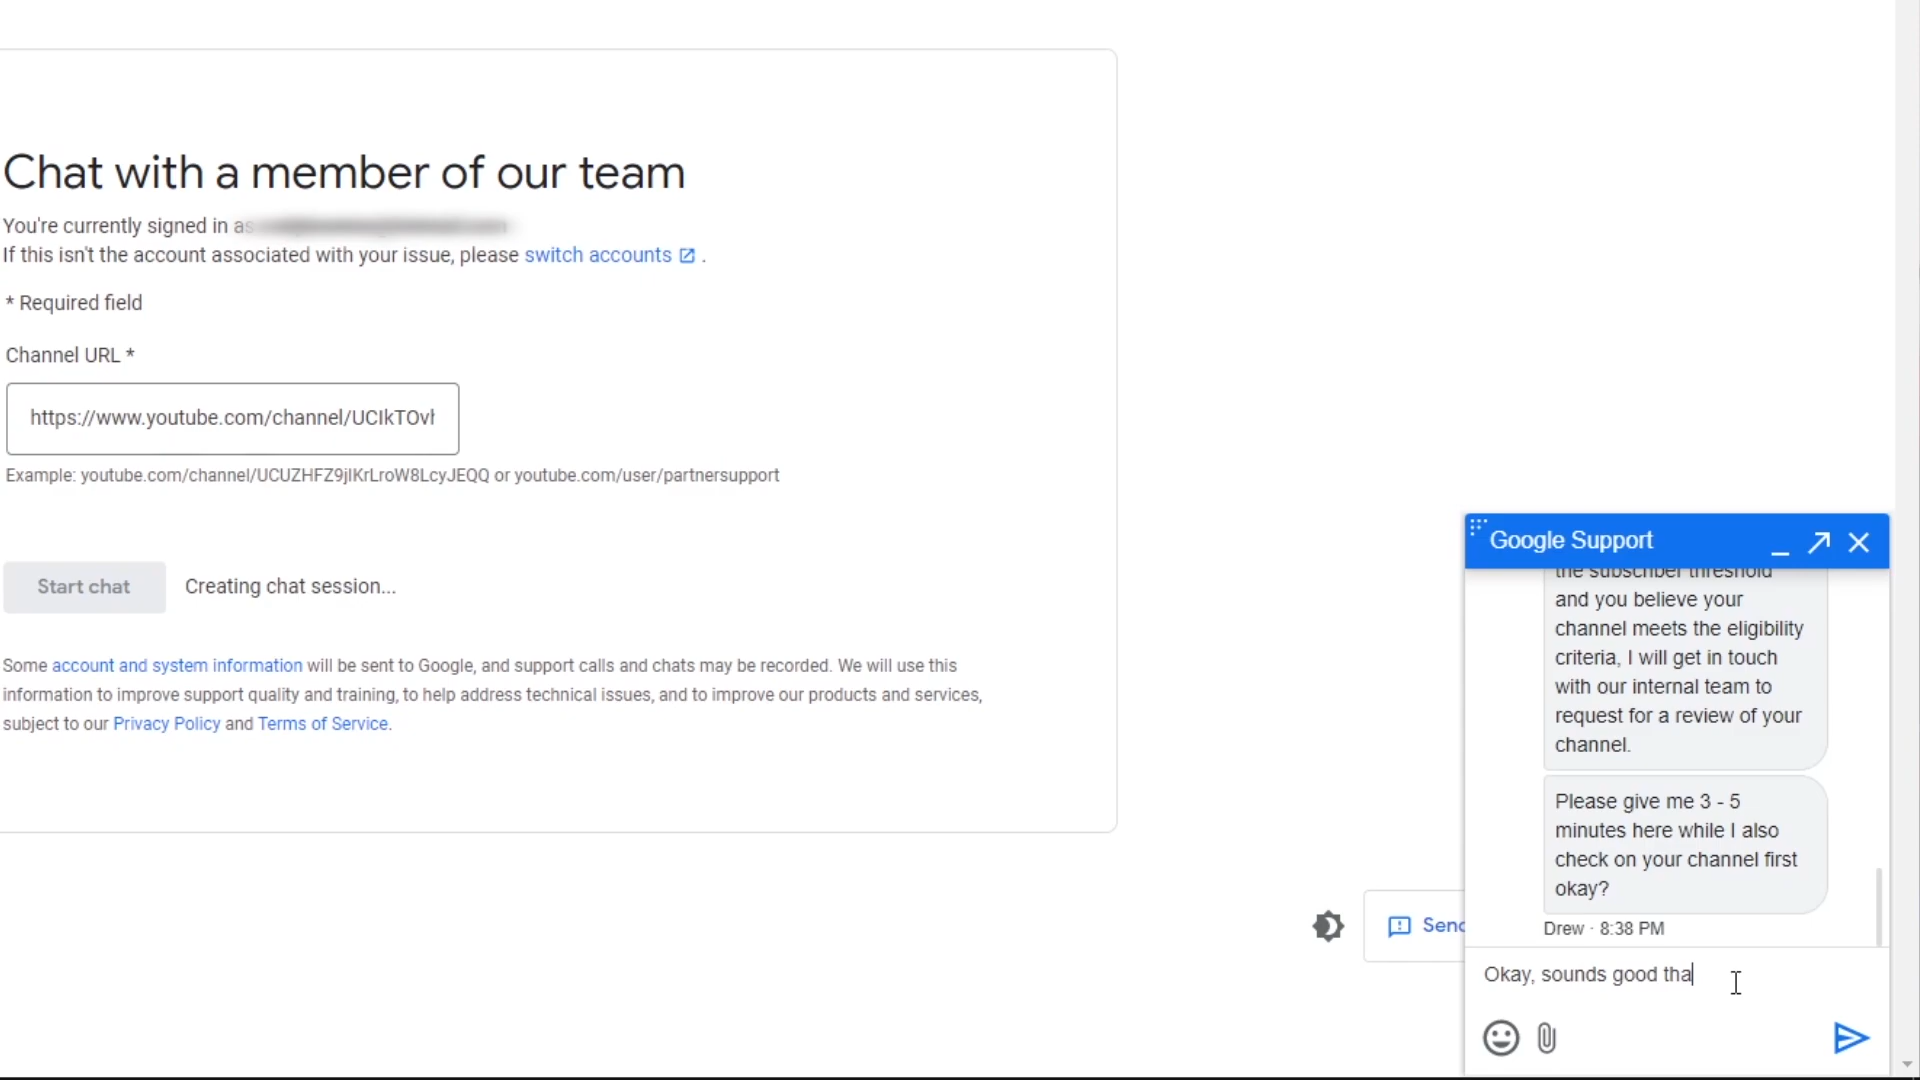 Chat with a member of our team
You're currently signed in as
If this isn't the account associated with your issue, please switch accounts .
* Required field
Channel URL *
https://www.youtube.com/channel/UCIkTOvł
Example: youtube.com/channel/UCUZHFZ9jIKrLroW8LcyJEQQ or youtube.com/user/partnersupport
Start chat
Creating chat session...
Some account and system information will be sent to Google, and support calls and chats may be recorded. We will use this
information to improve support quality and training, to help address technical issues, and to improve our products and services,
subject to our Privacy Policy and Terms of Service.
Send
Google Support
the subscriber threshold
and you believe your
channel meets the eligibility
criteria, I will get in touch
with our internal team to
request for a review of your
channel.
Please give me 3 - 5
minutes here while I also
check on your channel first
okay?
Drew · 8:38 PM
Okay, sounds good tha